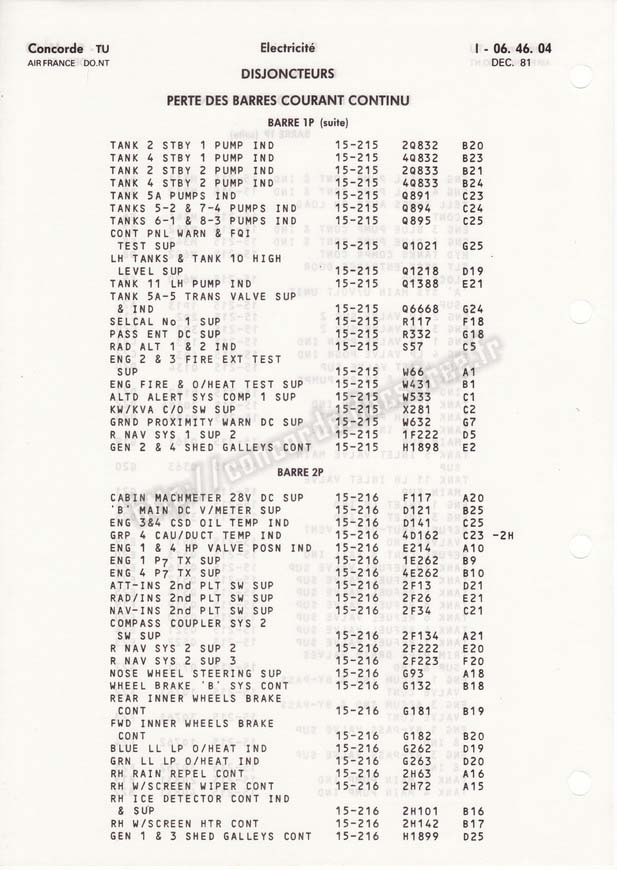 Concorde TU
Electricité
I - 06. 46. 04
AIR FRANCE DO.NT
DEC. 81
DISJONCTEURS
PERTE DES BARRES COURANT CONTINU
BARRE 1P (suite)
TANK 2 STBY 1 PUMP IND 15-215 2Q832 B20
TANK 4 STBY 1 PUMP IND 15-215 4Q832 B23
TANK 2 STBY 2 PUMP IND 15-215 2Q833 B21
TANK 4 STBY 2 PUMP IND 15-215 4Q833 B24
TANK 5A PUMPS IND 15-215 Q891 C23
TANKS 5-2 & 7-4 PUMPS IND 15-215 Q894 C24
TANKS 6-1 & 8-3 PUMPS IND 15-215 Q895 C25
CONT PNL WARN & FQI
TEST SUP 15-215 Q1021 G25
LH TANKS & TANK 10 HIGH
LEVEL SUP 15-215 Q1218 D19
TANK 11 LH PUMP IND 15-215 Q1388 E21
TANK 5A-5 TRANS VALVE SUP
& IND 15-215 Q6668 G24
SELCAL No 1 SUP 15-215 R117 F18
PASS ENT DC SUP 15-215 R332 G18
RAD ALT 1 & 2 IND 15-215 S57 C5
ENG 2 & 3 FIRE EXT TEST
SUP 15-215 W66 A1
ENG FIRE & O/HEAT TEST SUP 15-215 W431 B1
ALTD ALERT SYS COMP 1 SUP 15-215 W533 C1
KW/KVA C/O SW SUP 15-215 X281 C2
GRND PROXIMITY WARN DC SUP 15-215 W632 G7
R NAV SYS 1 SUP 2 15-215 1F222 D5
GEN 2 & 4 SHED GALLEYS CONT 15-215 H1898 E2
BARRE 2P
CABIN MACHMETER 28V DC SUP 15-216 F117 A20
'B' MAIN DC V/METER SUP 15-216 D121 B25
ENG 3&4 CSD OIL TEMP IND 15-216 D141 C25
GRP 4 CAU/DUCT TEMP IND 15-216 4D162 C23 -2H
ENG 1 & 4 HP VALVE POSN IND 15-216 E214 A10
ENG 1 P7 TX SUP 15-216 1E262 B9
ENG 4 P7 TX SUP 15-216 4E262 B10
ATT-INS 2nd PLT SW SUP 15-216 2F13 D21
RAD/INS 2nd PLT SW SUP 15-216 2F26 E21
NAV-INS 2nd PLT SW SUP 15-216 2F34 C21
COMPASS COUPLER SYS 2
SW SUP 15-216 2F134 A21
R NAV SYS 2 SUP 2 15-216 2F222 E20
R NAV SYS 2 SUP 3 15-216 2F223 F20
NOSE WHEEL STEERING SUP 15-216 G93 A18
WHEEL BRAKE 'B' SYS CONT 15-216 G132 B18
REAR INNER WHEELS BRAKE
CONT 15-216 G181 B19
FWD INNER WHEELS BRAKE
CONT 15-216 G182 B20
BLUE LL LP O/HEAT IND 15-216 G262 D19
GRN LL LP O/HEAT IND 15-216 G263 D20
RH RAIN REPEL CONT 15-216 2H63 A16
RH W/SCREEN WIPER CONT 15-216 2H72 A15
RH ICE DETECTOR CONT IND
& SUP 15-216 2H101 B16
RH W/SCREEN HTR CONT 15-216 2H142 B17
GEN 1 & 3 SHED GALLEYS CONT 15-216 H1899 D25